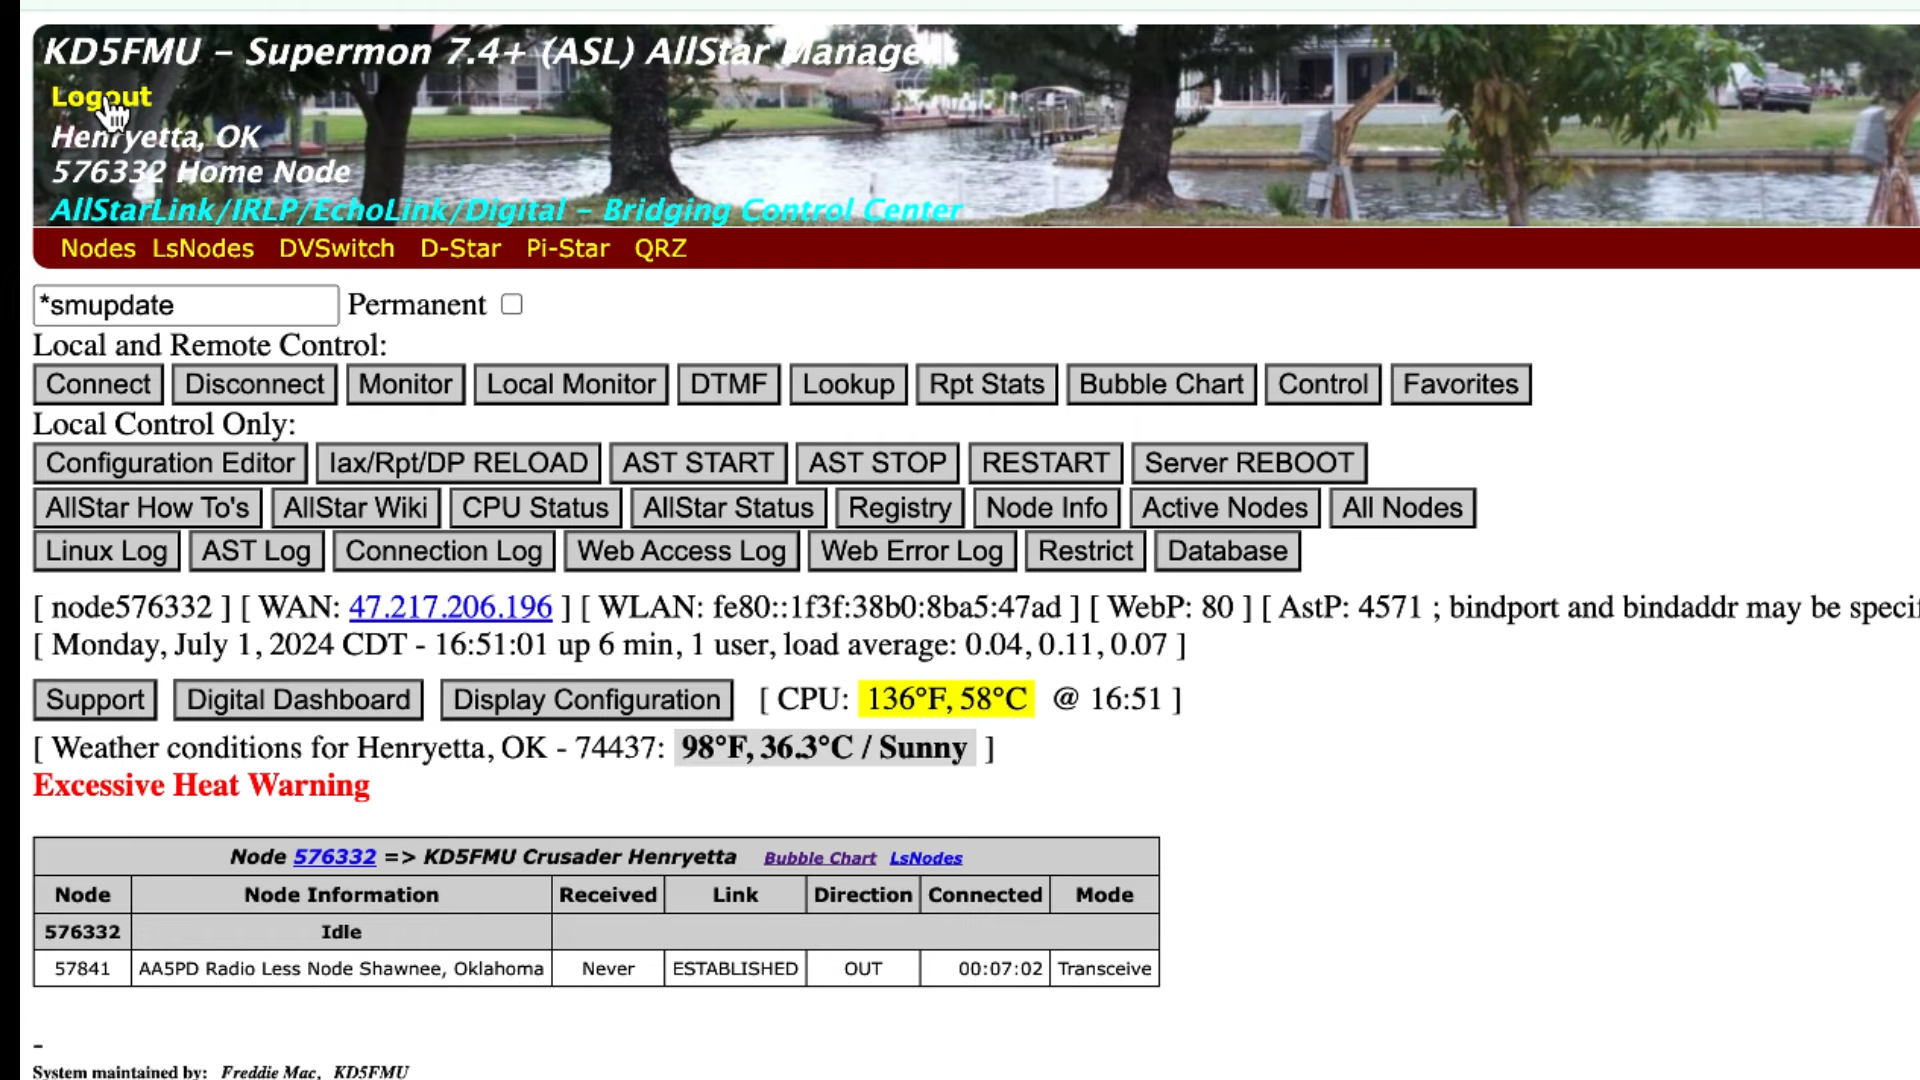 KD5FMU - Supermon 7.4+ (ASL) AllStar Manager
Logout
Henryetta, OK
576332 Home Node
AllStarLink/IRLP/EchoLink/Digital - Bridging Control Center
Nodes LsNodes DVSwitch D-Star Pi-Star QRZ
*smupdate Permanent
Local and Remote Control:
Connect Disconnect Monitor Local Monitor DTMF Lookup Rpt Stats Bubble Chart Control Favorites
Local Control Only:
Configuration Editor Iax/Rpt/DP RELOAD AST START AST STOP RESTART Server REBOOT
AllStar How To's AllStar Wiki CPU Status AllStar Status Registry Node Info Active Nodes All Nodes
Linux Log AST Log Connection Log Web Access Log Web Error Log Restrict Database
[ node576332 ] [ WAN: 47.217.206.196 ] [ WLAN: fe80::1f3f:38b0:8ba5:47ad ] [ WebP: 80 ] [ AstP: 4571 ; bindport and bindaddr may be specif
[ Monday, July 1, 2024 CDT - 16:51:01 up 6 min, 1 user, load average: 0.04, 0.11, 0.07 ]
Support Digital Dashboard Display Configuration [ CPU: 136°F, 58°C @ 16:51 ]
[ Weather conditions for Henryetta, OK - 74437: 98°F, 36.3°C / Sunny ]
Excessive Heat Warning
Node 576332 => KD5FMU Crusader Henryetta Bubble Chart LsNodes
Node Node Information Received Link Direction Connected Mode
576332 Idle
57841 AA5PD Radio Less Node Shawnee, Oklahoma Never ESTABLISHED OUT 00:07:02 Transceive
-
System maintained by: Freddie Mac, KD5FMU